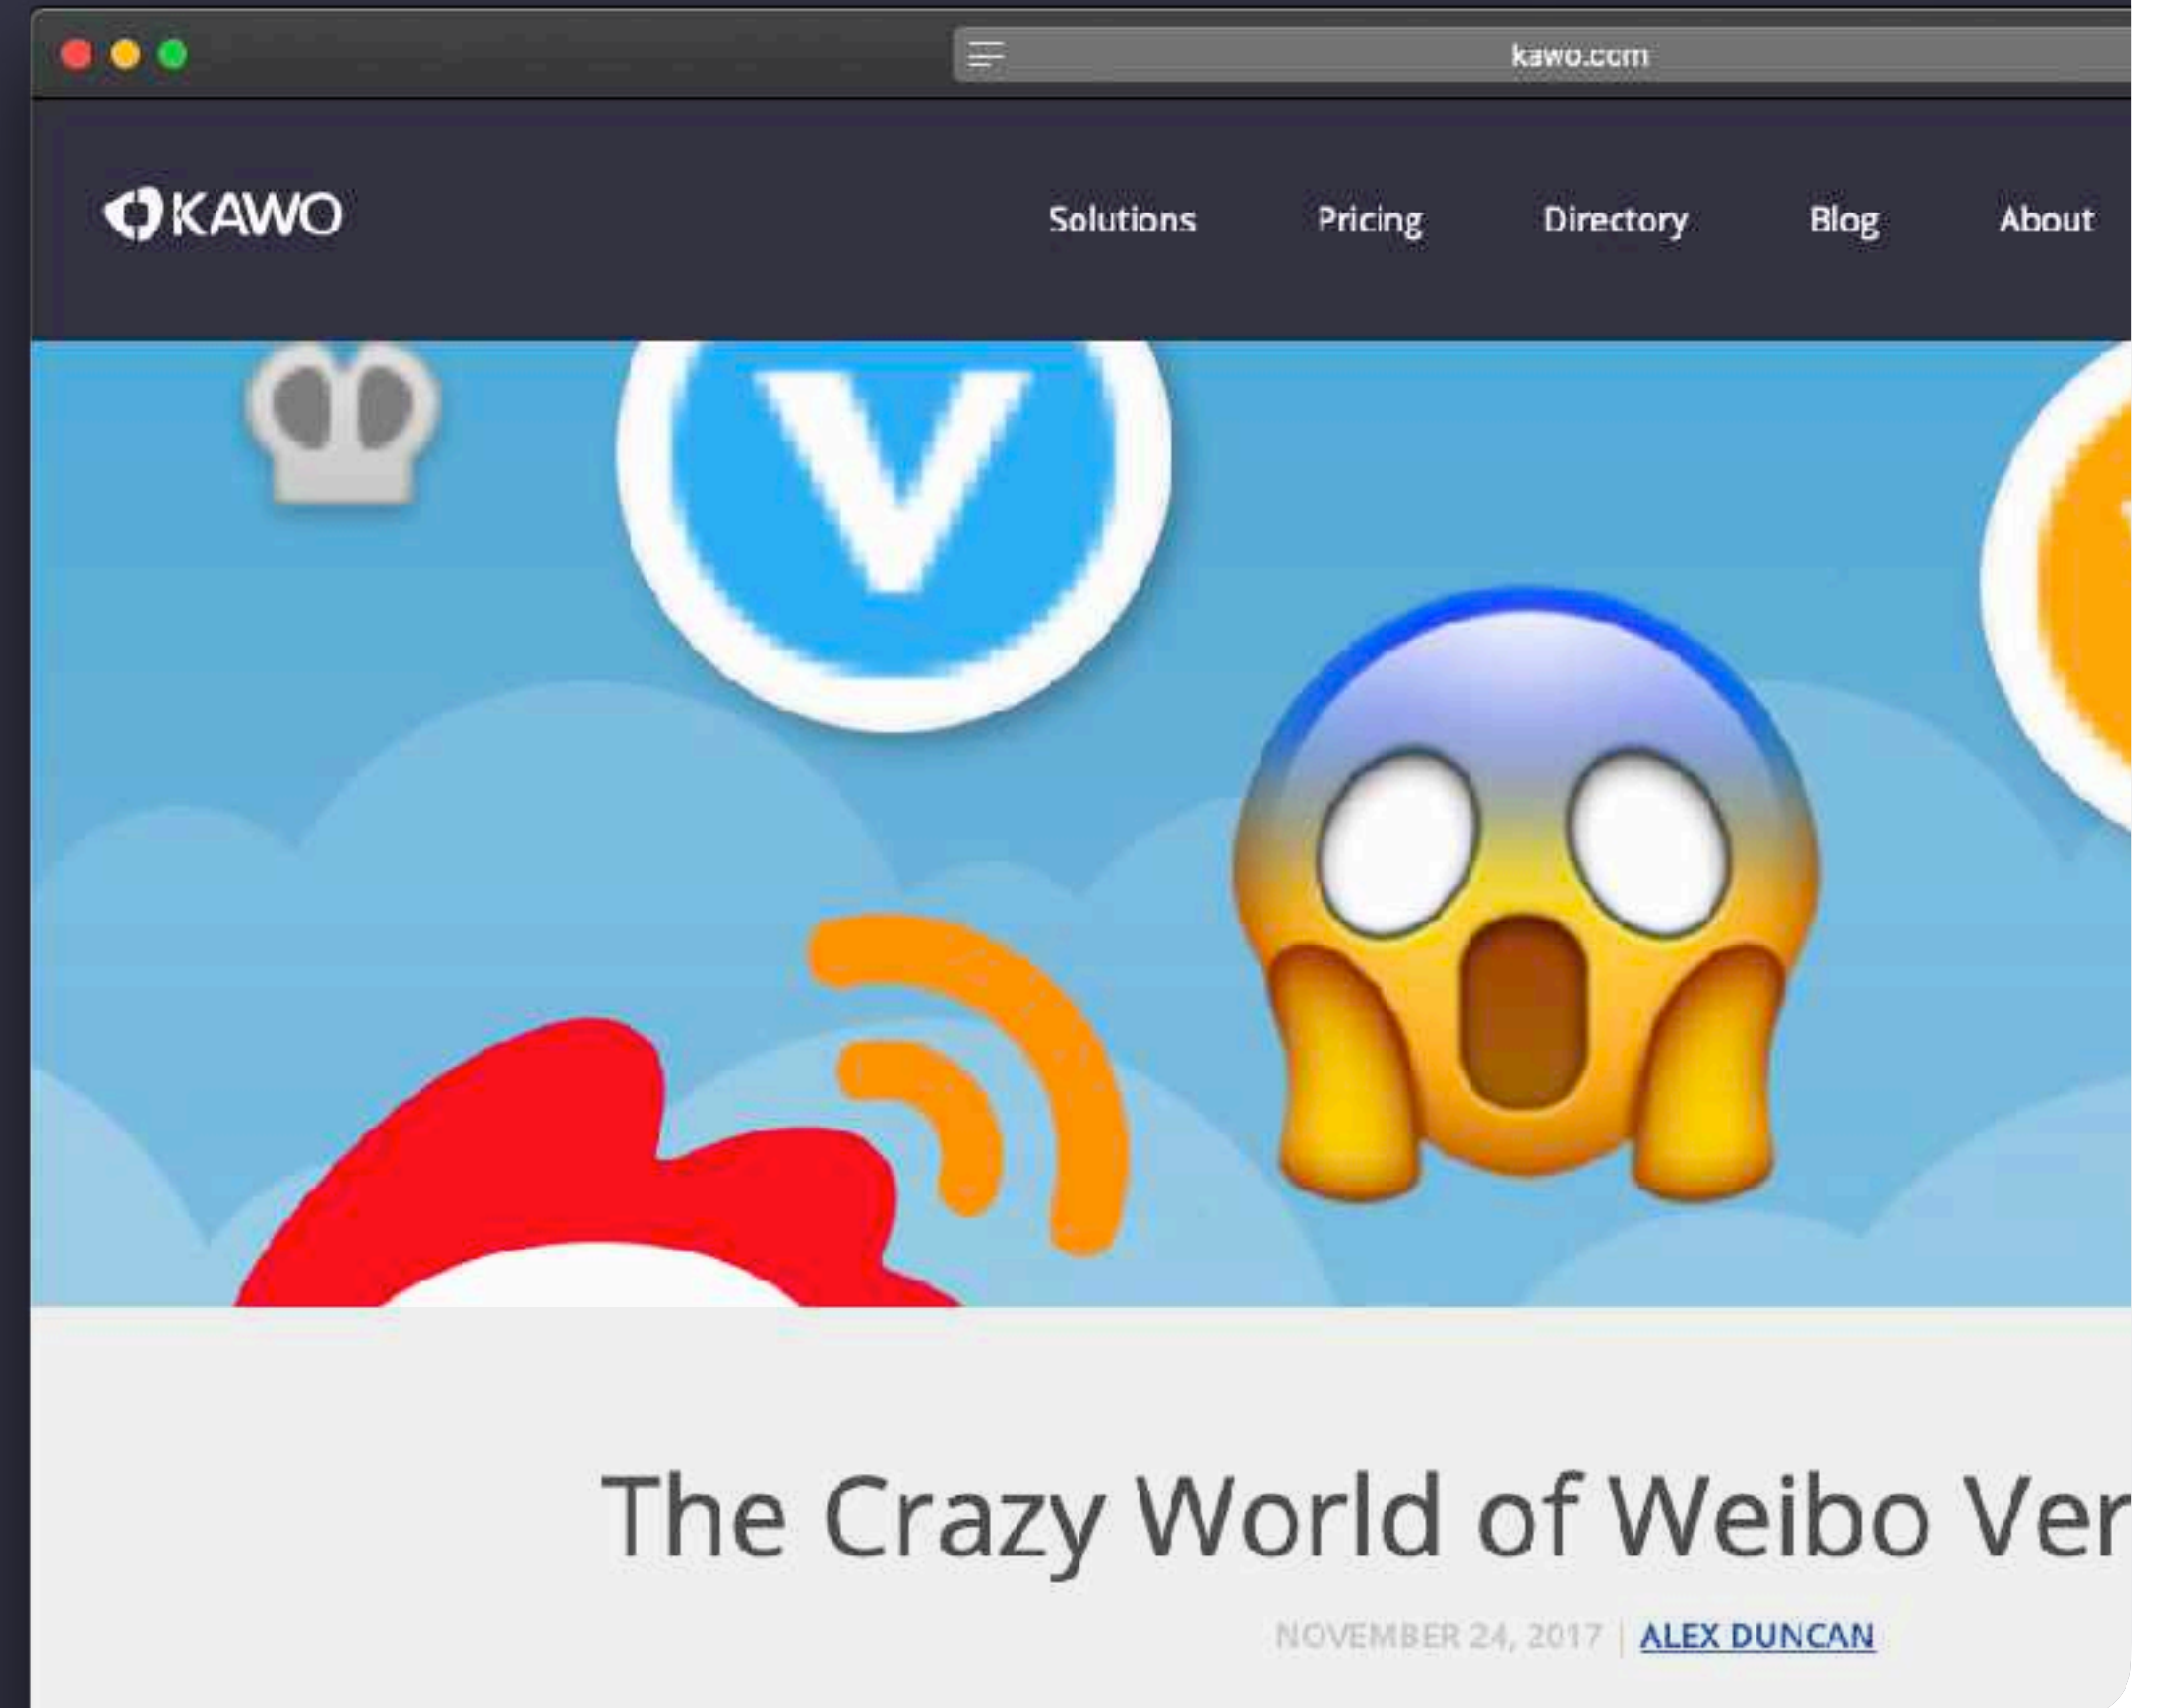 kawo.com
KAWO
Solutions Pricing Directory Blog About
V
The Crazy World of Weibo Ver
NOVEMBER 24, 2017 | ALEX DUNCAN